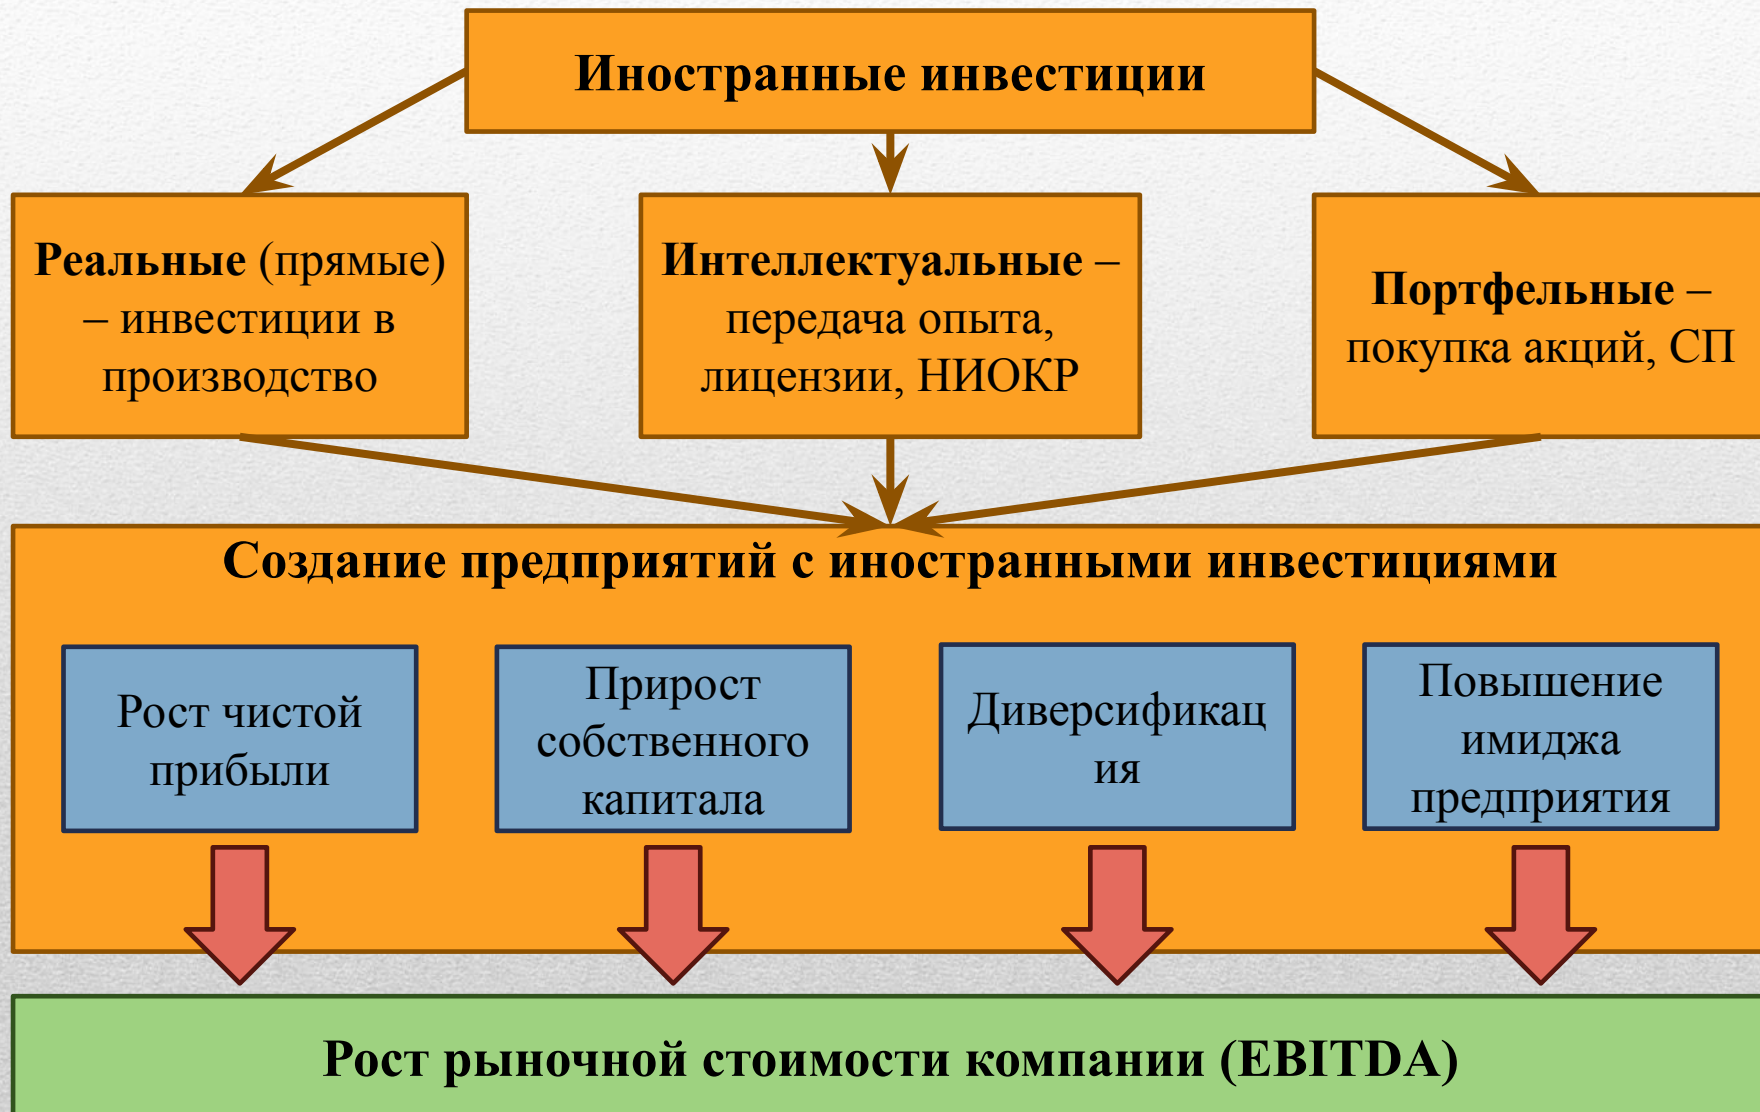 Иностранные инвестиции
Реальные (прямые)
– инвестиции в
производство
Интеллектуальные –
передача опыта,
лицензии, НИОКР
Портфельные –
покупка акций, СП
Создание предприятий с иностранными инвестициями
Рост чистой
прибыли
Прирост
собственного
капитала
Диверсификац
ия
Повышение
имиджа
предприятия
Рост рыночной стоимости компании (EBITDA)